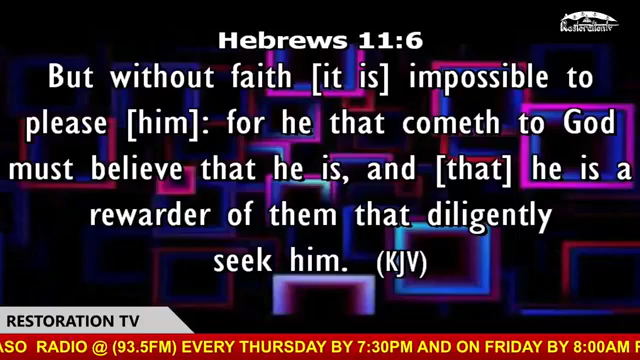 Restorationtv
Hebrews 11:6
But without faith [it is] impossible to
please [him]: for he that cometh to God
must believe that he is, and [that] he is a
rewarder of them that diligently
seek him. (KJV)
RESTORATION TV
ASO RADIO @ (93.5FM) EVERY THURSDAY BY 7:30PM AND ON FRIDAY BY 8:00AM